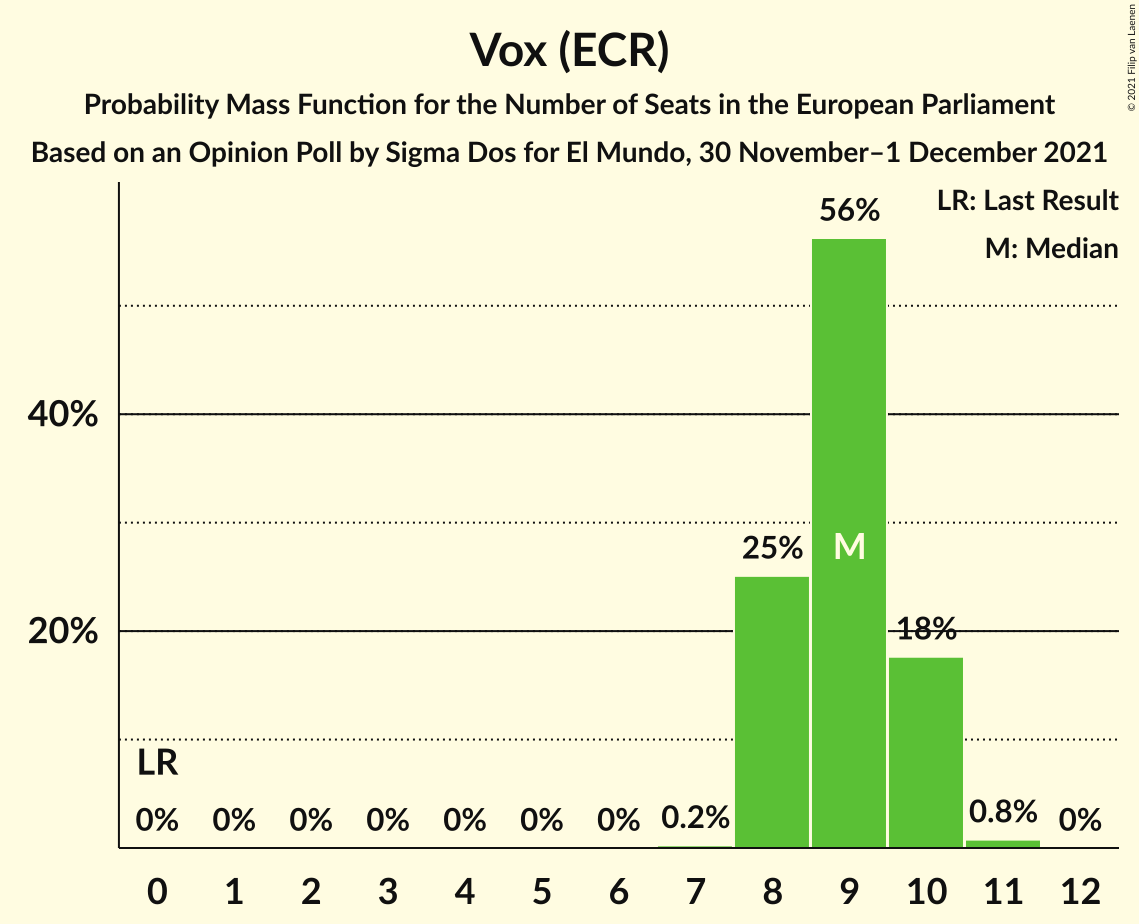 Vox (ECR)
Probability Mass Function for the Number of Seats in the European Parliament
Based on an Opinion Poll by Sigma Dos for El Mundo, 30 November–1 December 2021
© 2021 Filip van Laenen
LR: Last Result
M: Median
56%
40%
25%
M
20%
18%
LR
0% 0% 0% 0% 0% 0% 0% 0.2% 0.8% 0%
0 1 2 3 4 5 6 7 8 9 10 11 12